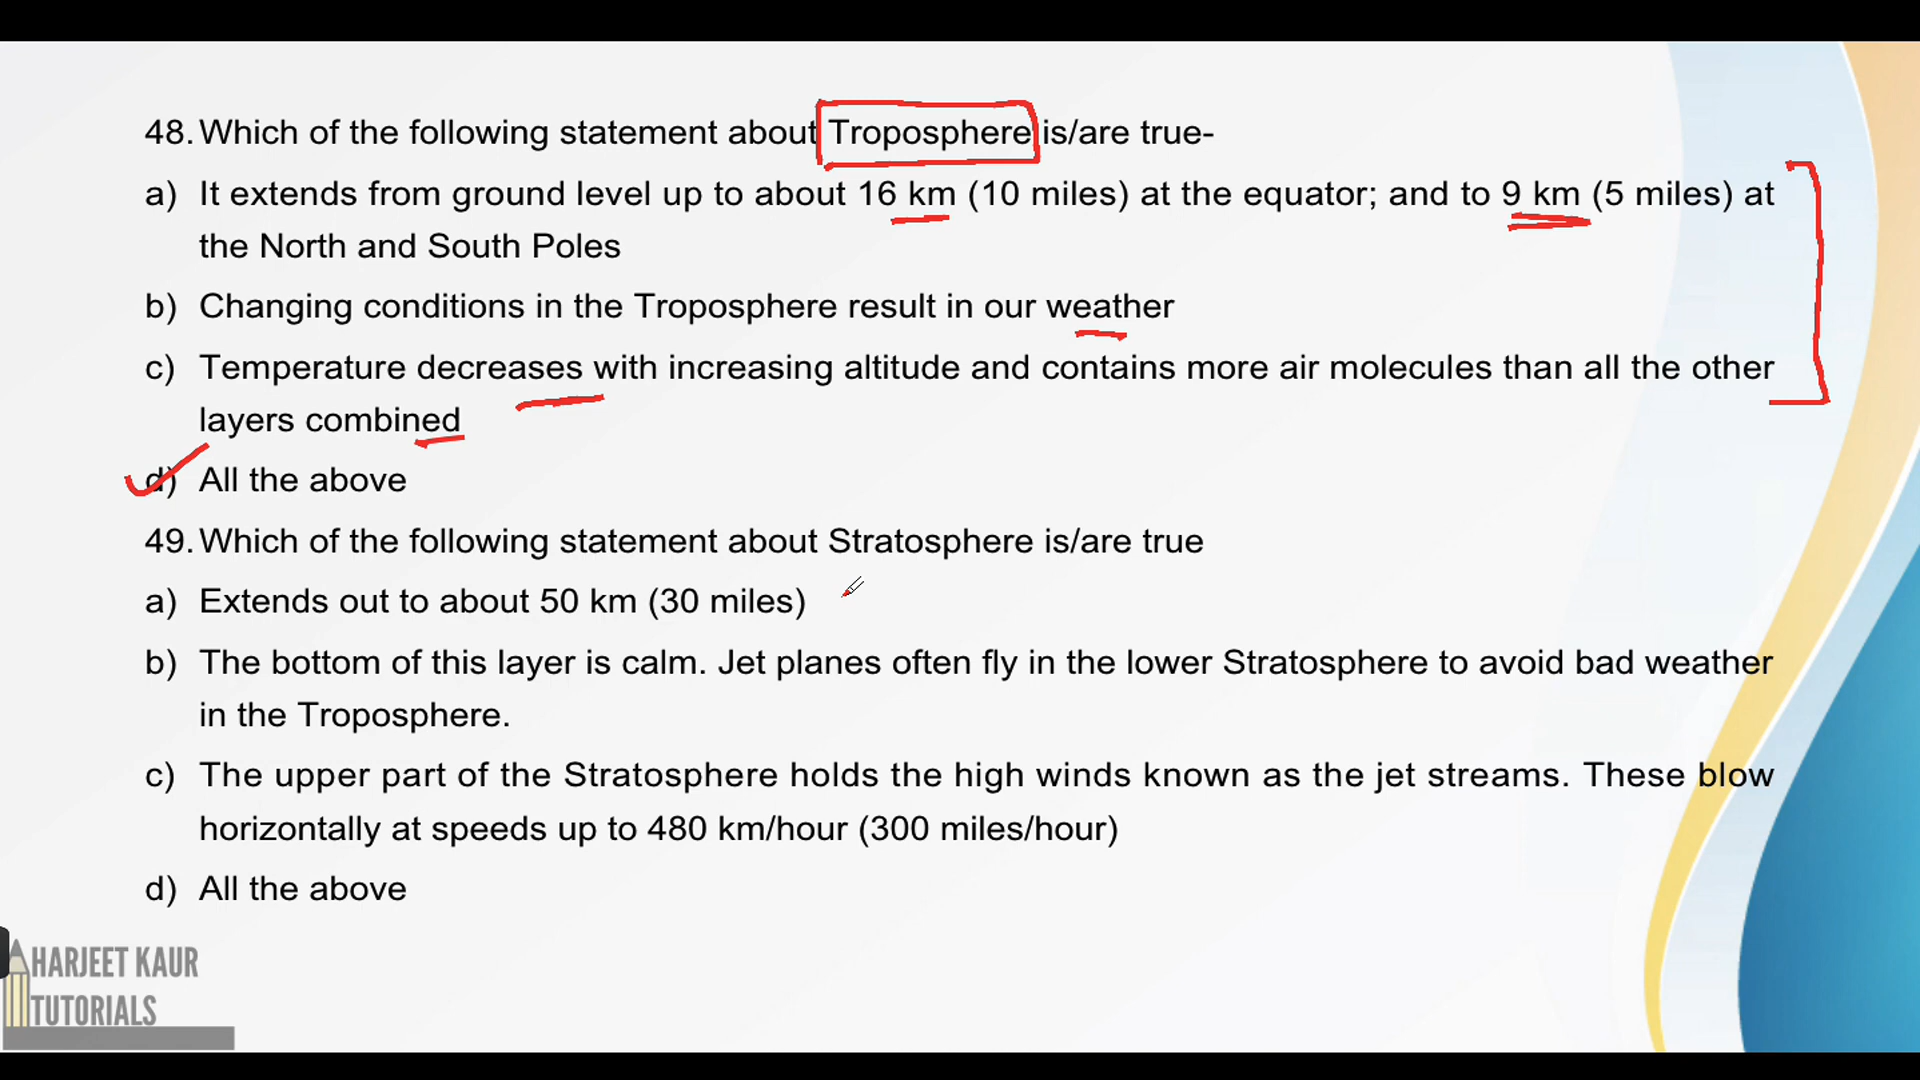 48. Which of the following statement about Troposphere is/are true-
a) It extends from ground level up to about 16 km (10 miles) at the equator; and to 9 km (5 miles) at
the North and South Poles
b) Changing conditions in the Troposphere result in our weather
c) Temperature decreases with increasing altitude and contains more air molecules than all the other
layers combined
d) All the above
49. Which of the following statement about Stratosphere is/are true
a) Extends out to about 50 km (30 miles)
b) The bottom of this layer is calm. Jet planes often fly in the lower Stratosphere to avoid bad weather
in the Troposphere.
c) The upper part of the Stratosphere holds the high winds known as the jet streams. These blow
horizontally at speeds up to 480 km/hour (300 miles/hour)
d) All the above
HARJEET KAUR
TUTORIALS